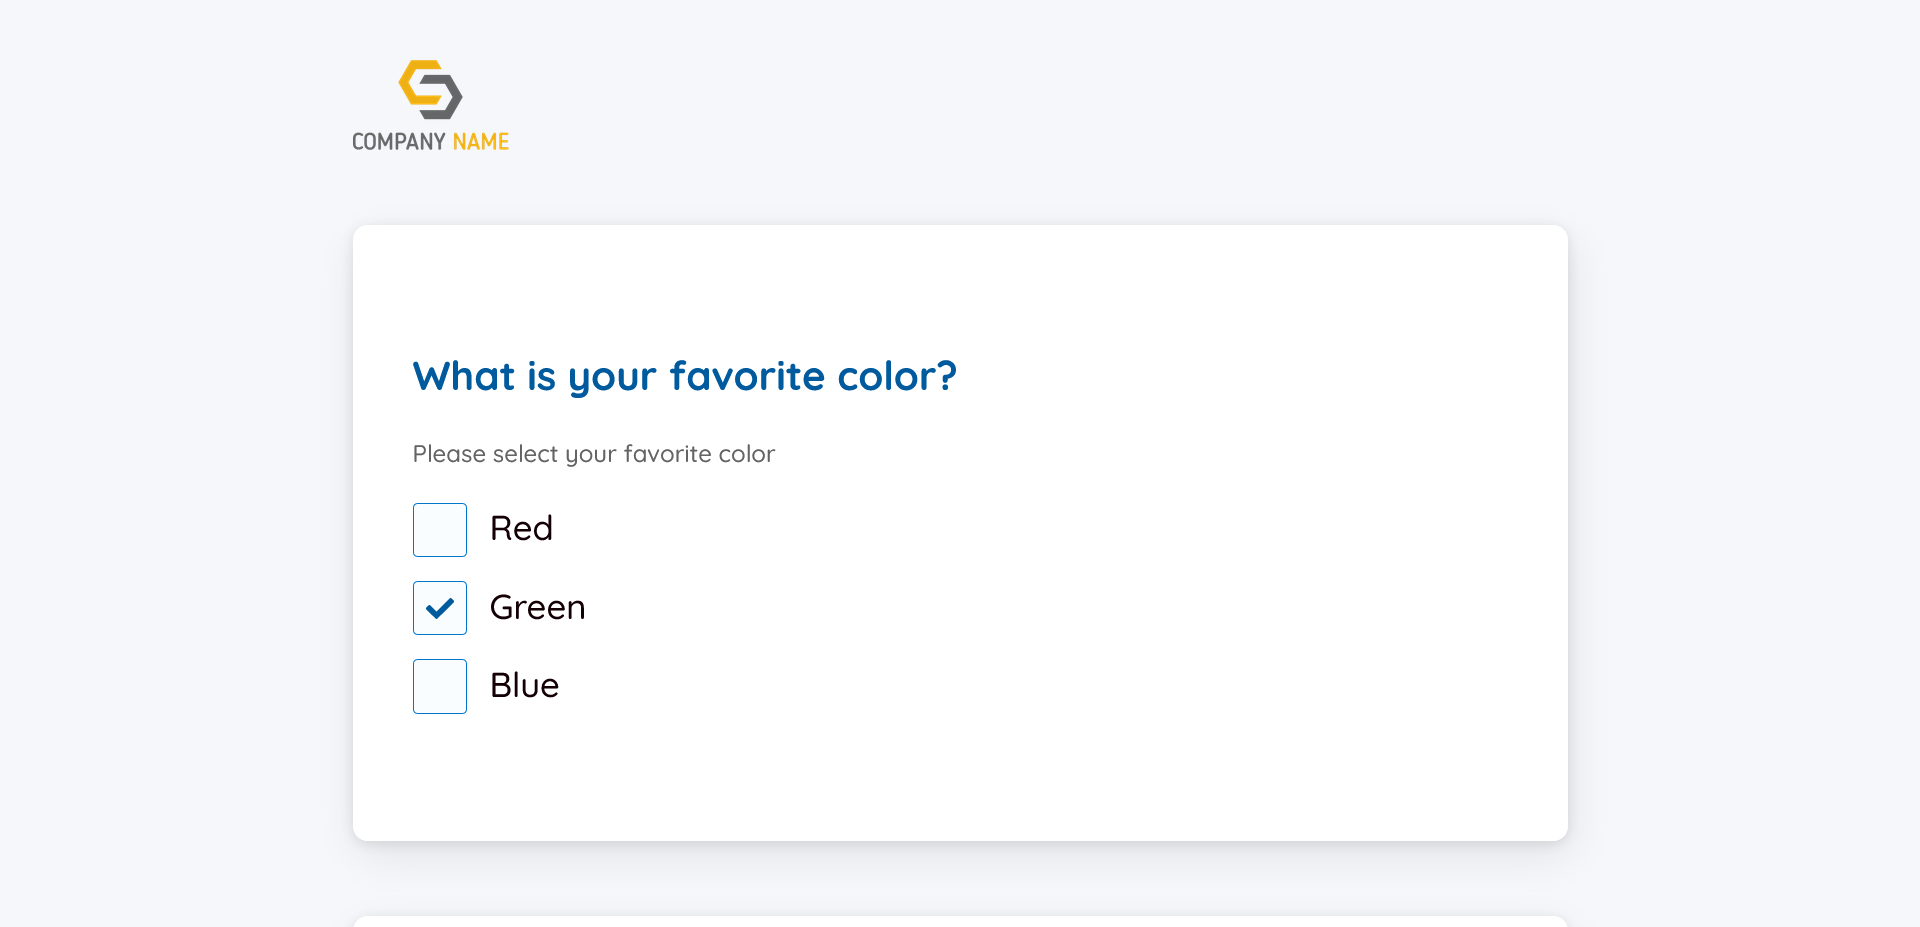 COMPANY NAME
What is your favorite color?
Please select your favorite color
Red
Green
Blue